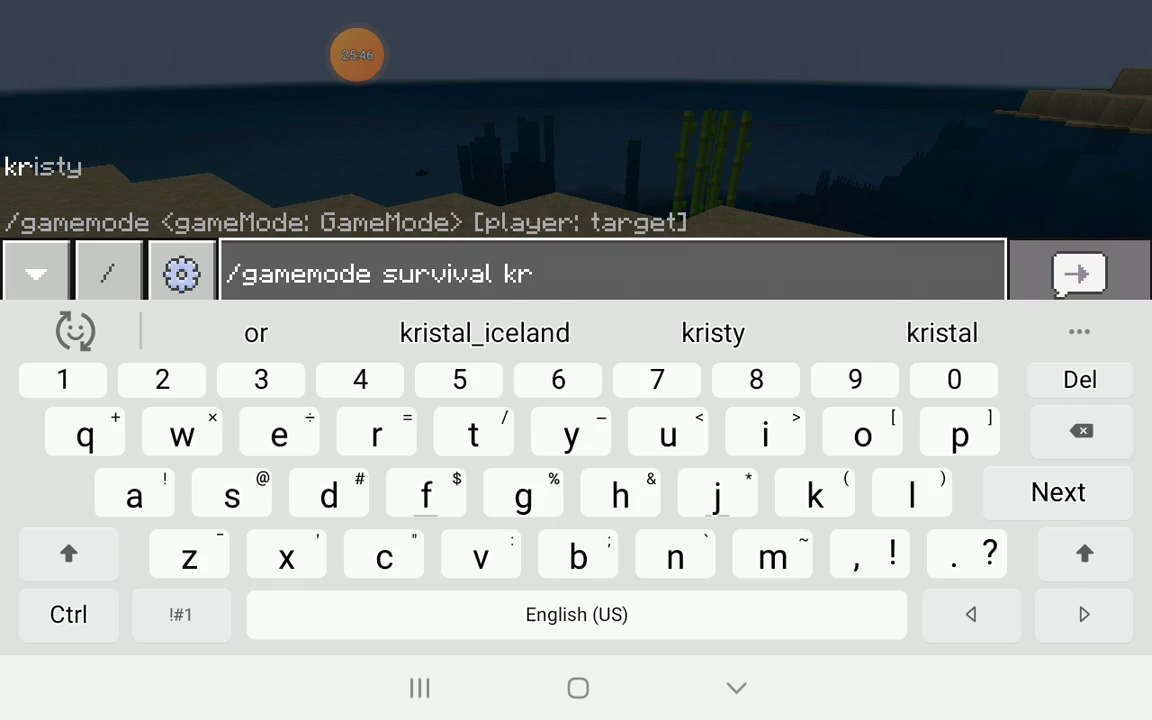 25:46
kristy
/gamemode <gameMode: GameMode> [player: target]
/
/gamemode survival kr
or kristal_iceland kristy kristal ...
1 2 3 4 5 6 7 8 9 0 Del
q + w × e ÷ r = t / y _ u < i > o [ p ]
a ! s @ d # f $ g % h & j * k ( l ) Next
z - x ' c " v : b ; n ` m ~ , ! . ?
Ctrl !#1 English (US)